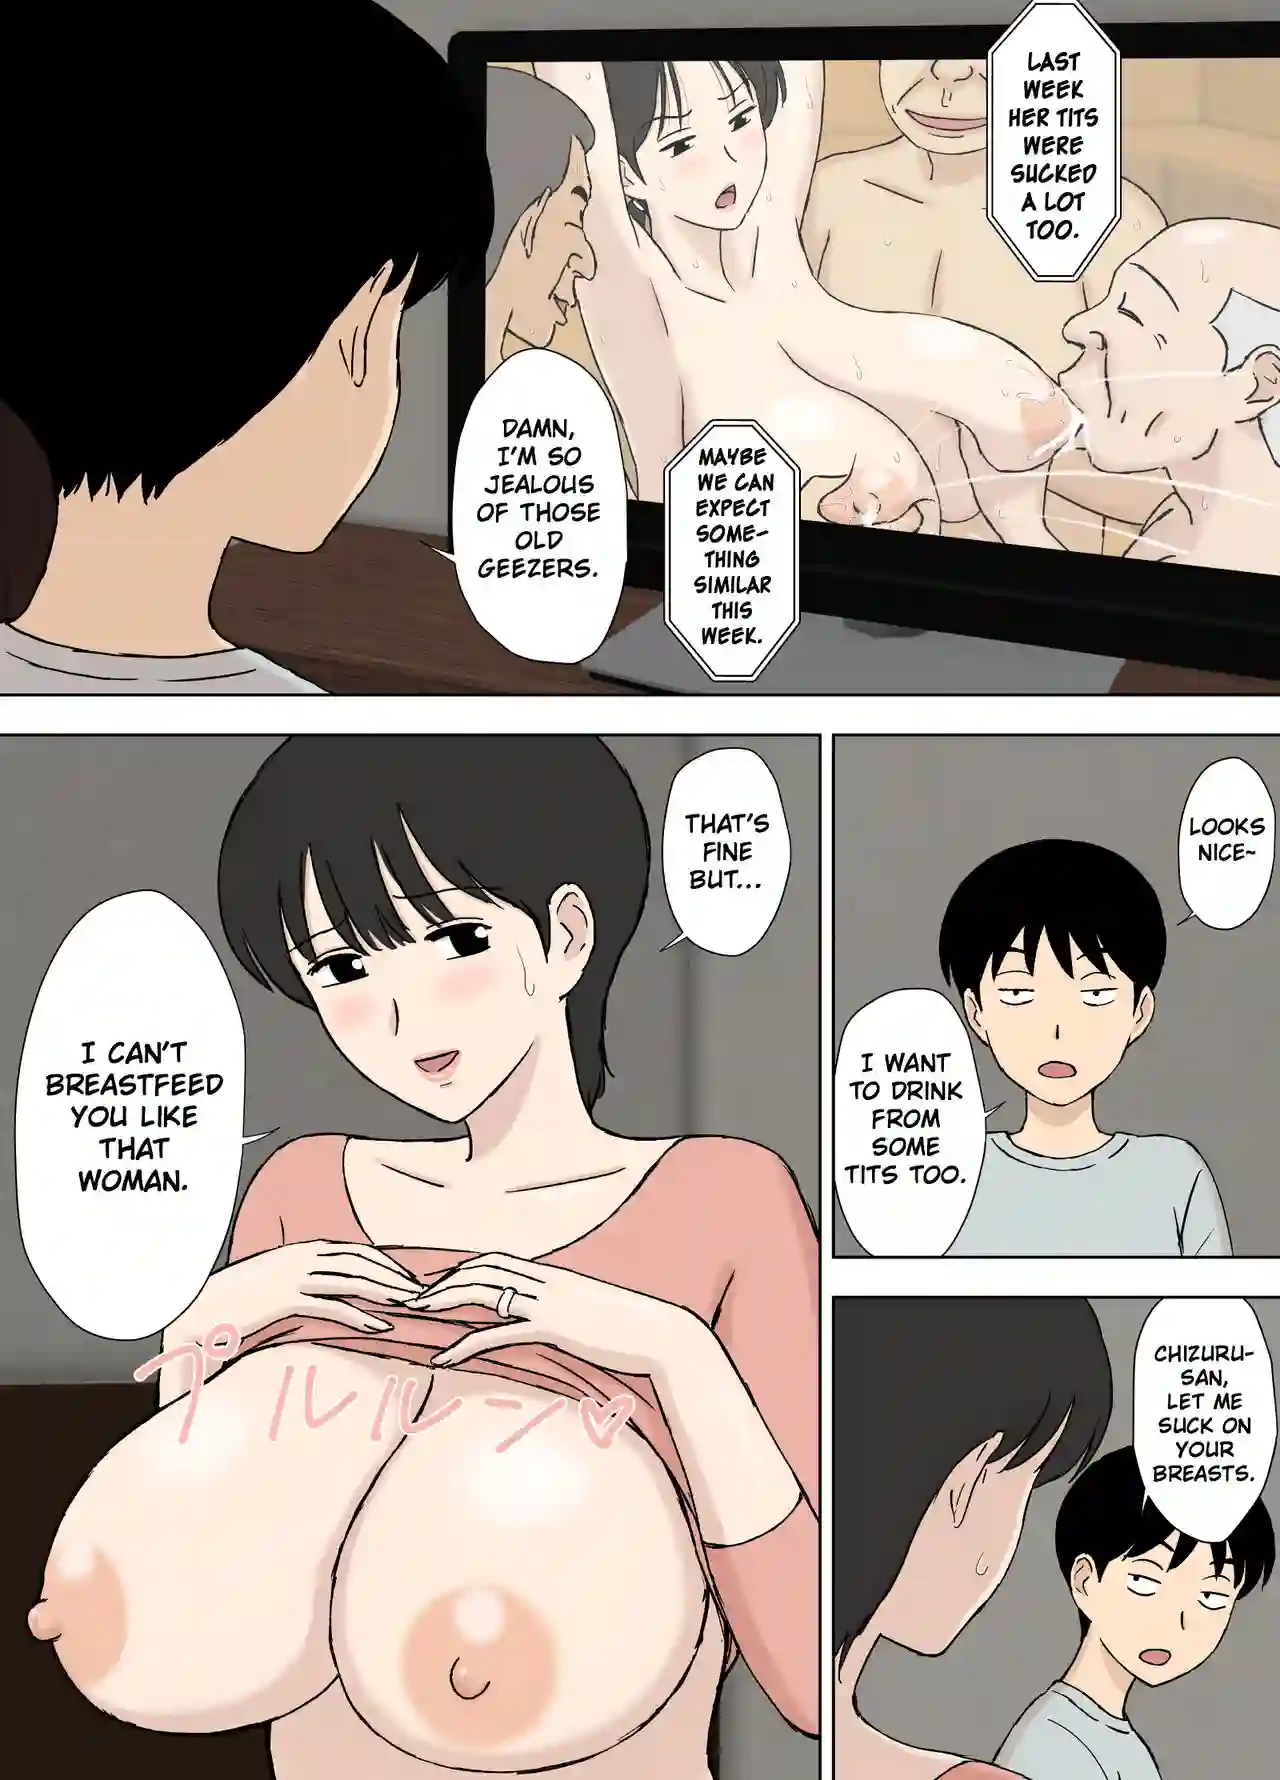 LAST
WEEK
HER TITS
WERE
SUCKED
A LOT
TOO.
MAYBE
WE CAN
EXPECT
SOME-
THING
SIMILAR
THIS
WEEK.
DAMN,
I'M SO
JEALOUS
OF THOSE
OLD
GEEZERS.
LOOKS
NICE~
I WANT
TO DRINK
FROM
SOME
TITS TOO.
CHIZURU-
SAN,
LET ME
SUCK ON
YOUR
BREASTS.
THAT'S
FINE
BUT...
I CAN'T
BREASTFEED
YOU LIKE
THAT
WOMAN.
プルルン♡